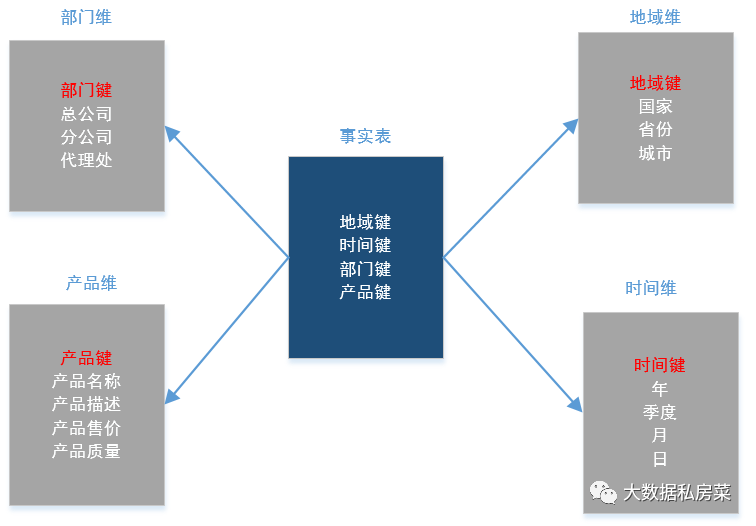 部门维
部门键
总公司
分公司
代理处
地域维
地域键
国家
省份
城市
事实表
地域键
时间键
部门键
产品键
产品维
产品键
产品名称
产品描述
产品售价
产品质量
时间维
时间键
年
季度
月
日
大数据私房菜